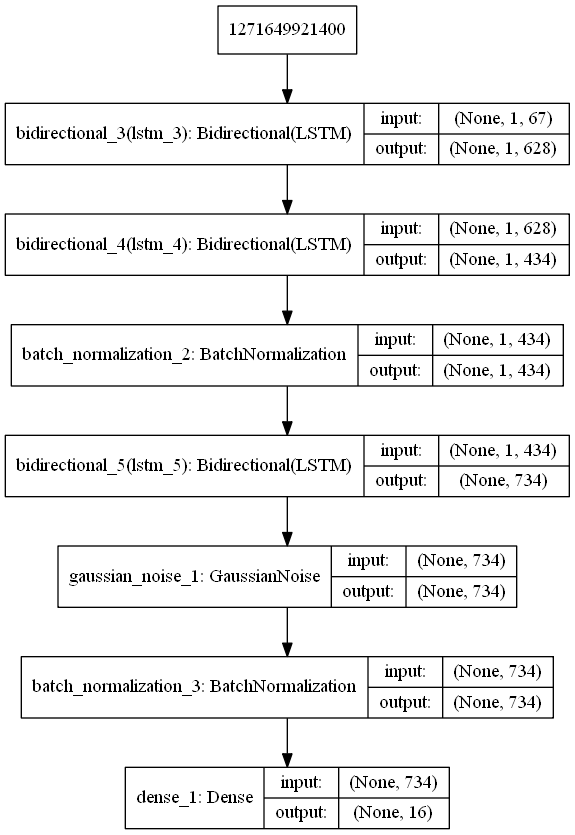 1271649921400
bidirectional_3(lstm_3): Bidirectional(LSTM)
input: (None, 1, 67)
output: (None, 1, 628)
bidirectional_4(lstm_4): Bidirectional(LSTM)
input: (None, 1, 628)
output: (None, 1, 434)
batch_normalization_2: BatchNormalization
input: (None, 1, 434)
output: (None, 1, 434)
bidirectional_5(lstm_5): Bidirectional(LSTM)
input: (None, 1, 434)
output: (None, 734)
gaussian_noise_1: GaussianNoise
input: (None, 734)
output: (None, 734)
batch_normalization_3: BatchNormalization
input: (None, 734)
output: (None, 734)
dense_1: Dense
input: (None, 734)
output: (None, 16)